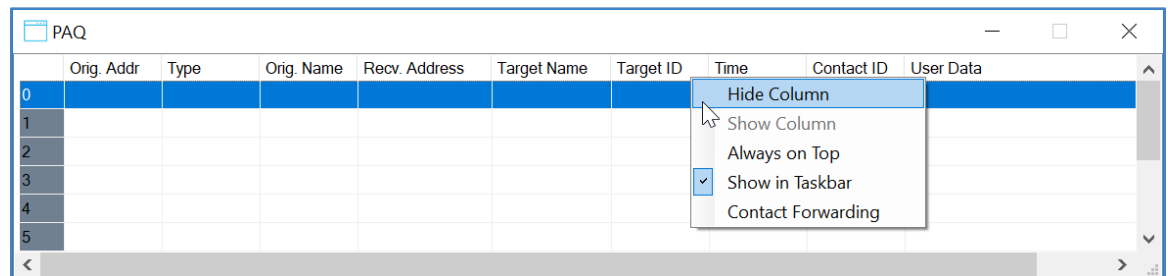 PAQ
Orig. Addr Type Orig. Name Recv. Address Target Name Target ID Time Contact ID User Data
0 Hide Column
1 Show Column
2 Always on Top
3 Show in Taskbar
4 Contact Forwarding
5